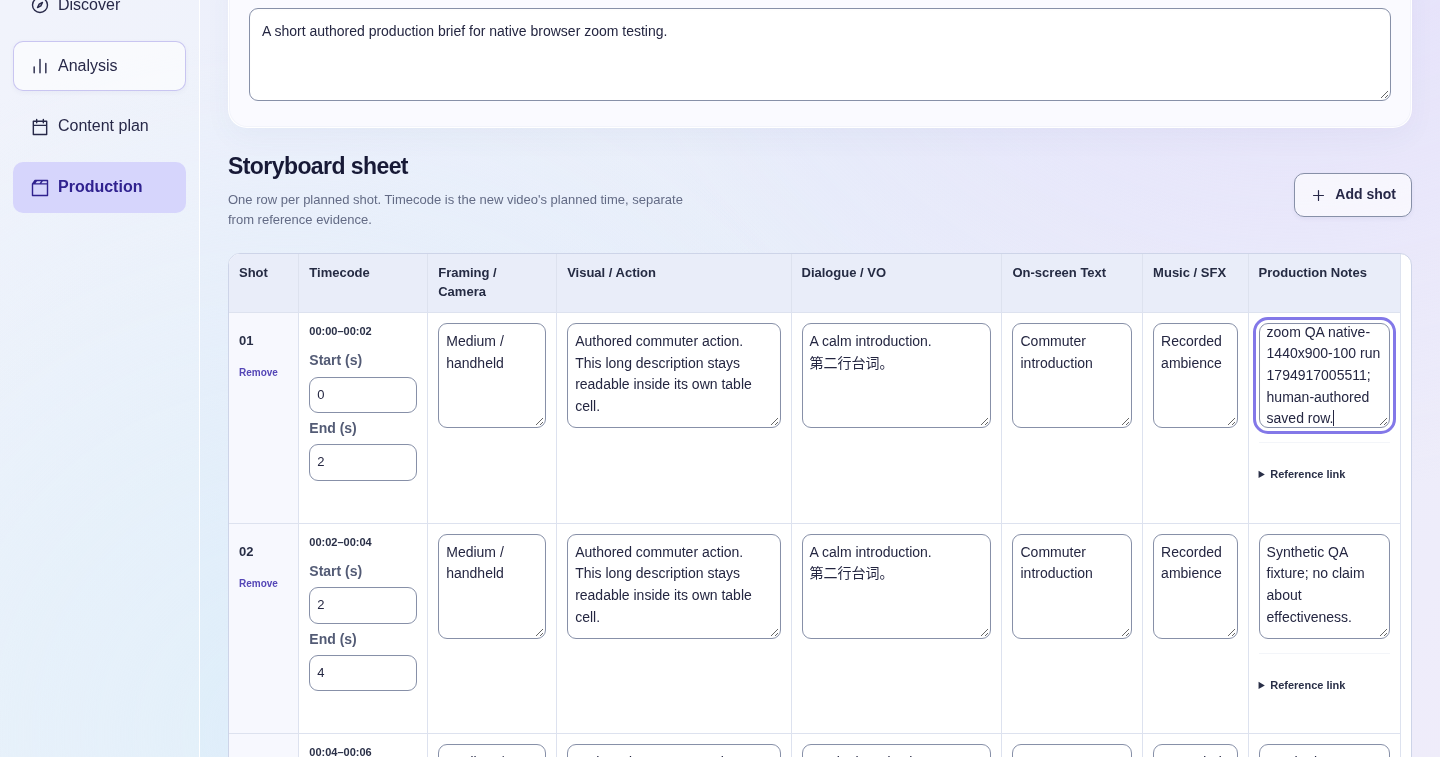 Discover
Analysis
Content plan
Production
A short authored production brief for native browser zoom testing.
Storyboard sheet
One row per planned shot. Timecode is the new video's planned time, separate
from reference evidence.
Add shot
Shot
Timecode
Framing /
Camera
Visual / Action
Dialogue / VO
On-screen Text
Music / SFX
Production Notes
01
Remove
00:00–00:02
Start (s)
0
End (s)
2
Medium /
handheld
Authored commuter action.
This long description stays
readable inside its own table
cell.
A calm introduction.
第二行台词。
Commuter
introduction
Recorded
ambience
zoom QA native-
1440x900-100 run
1794917005511;
human-authored
saved row.
Reference link
02
Remove
00:02–00:04
Start (s)
2
End (s)
4
Medium /
handheld
Authored commuter action.
This long description stays
readable inside its own table
cell.
A calm introduction.
第二行台词。
Commuter
introduction
Recorded
ambience
Synthetic QA
fixture; no claim
about
effectiveness.
Reference link
00:04–00:06